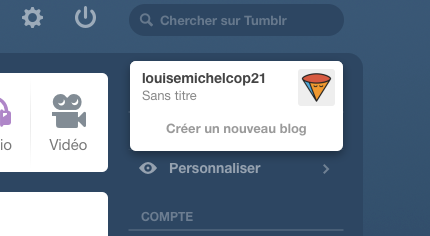 Chercher sur Tumblr
louisemichelcop21
Sans titre
Créer un nouveau blog
io
Vidéo
Personnaliser
COMPTE